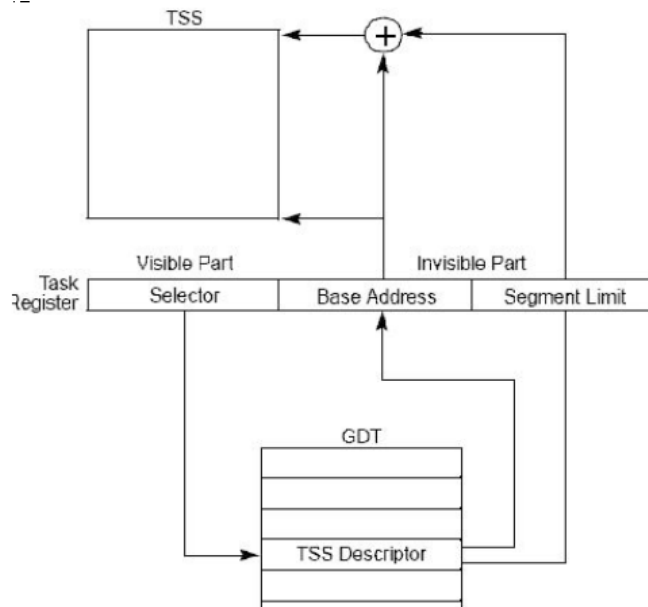 TSS
+
Visible Part Invisible Part
Task
Register
Selector Base Address Segment Limit
GDT
TSS Descriptor